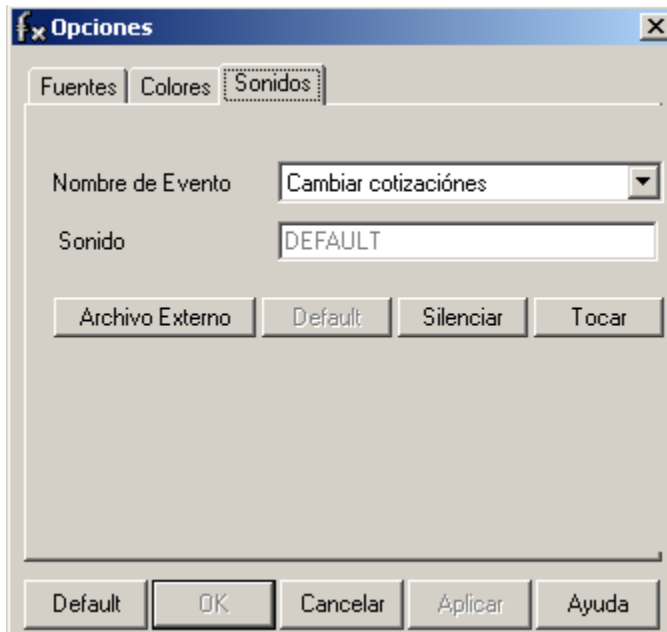 fx Opciones
Fuentes Colores Sonidos
Nombre de Evento Cambiar cotizaciónes
Sonido DEFAULT
Archivo Externo Default Silenciar Tocar
Default OK Cancelar Aplicar Ayuda